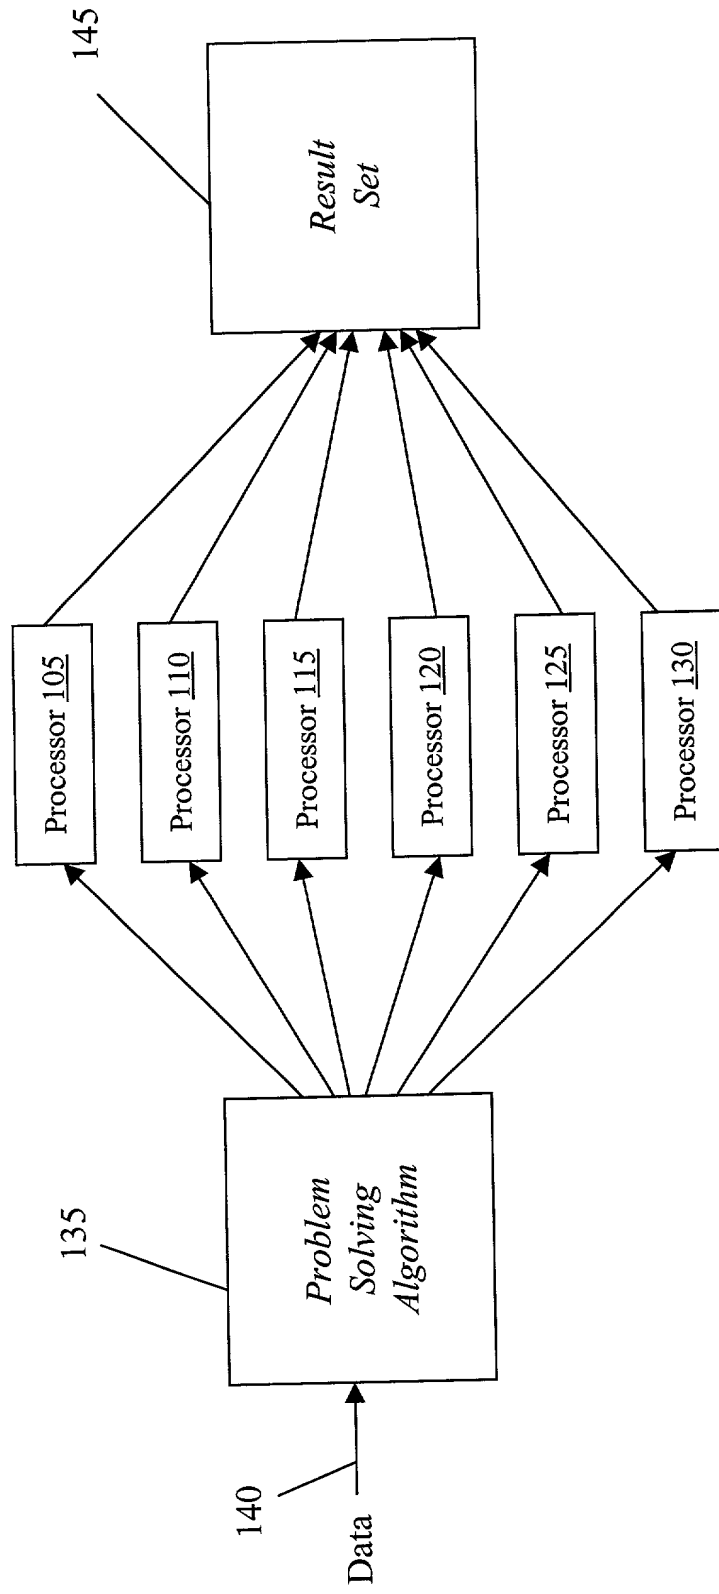 140
Data
135
Problem
Solving
Algorithm
Processor 105
Processor 110
Processor 115
Processor 120
Processor 125
Processor 130
145
Result
Set